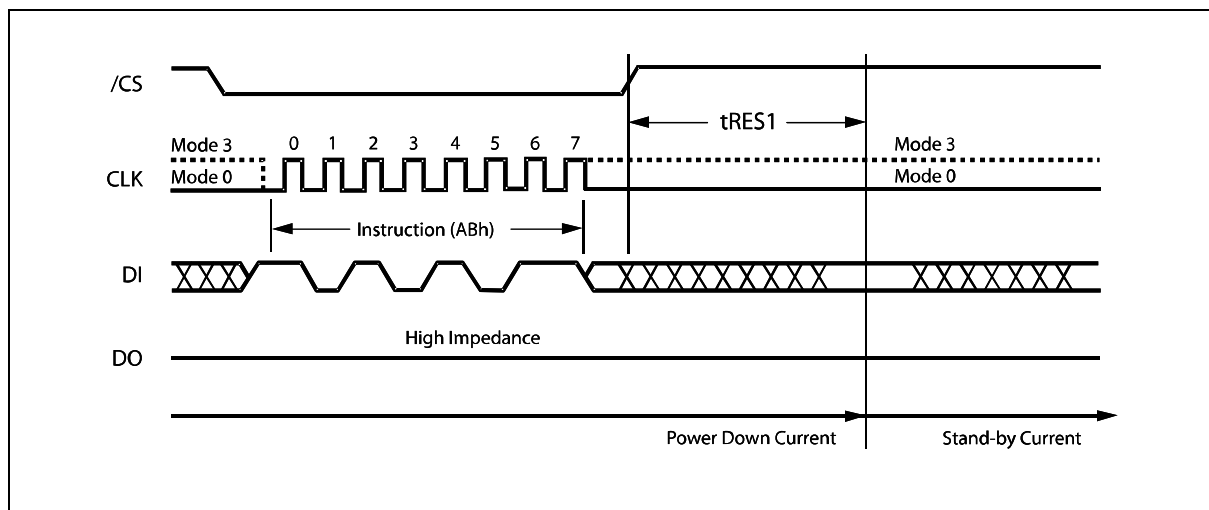 /CS
tRES1
Mode 3
0 1 2 3 4 5 6 7
Mode 3
CLK
Mode 0
Mode 0
Instruction (ABh)
DI
High Impedance
DO
Power Down Current
Stand-by Current